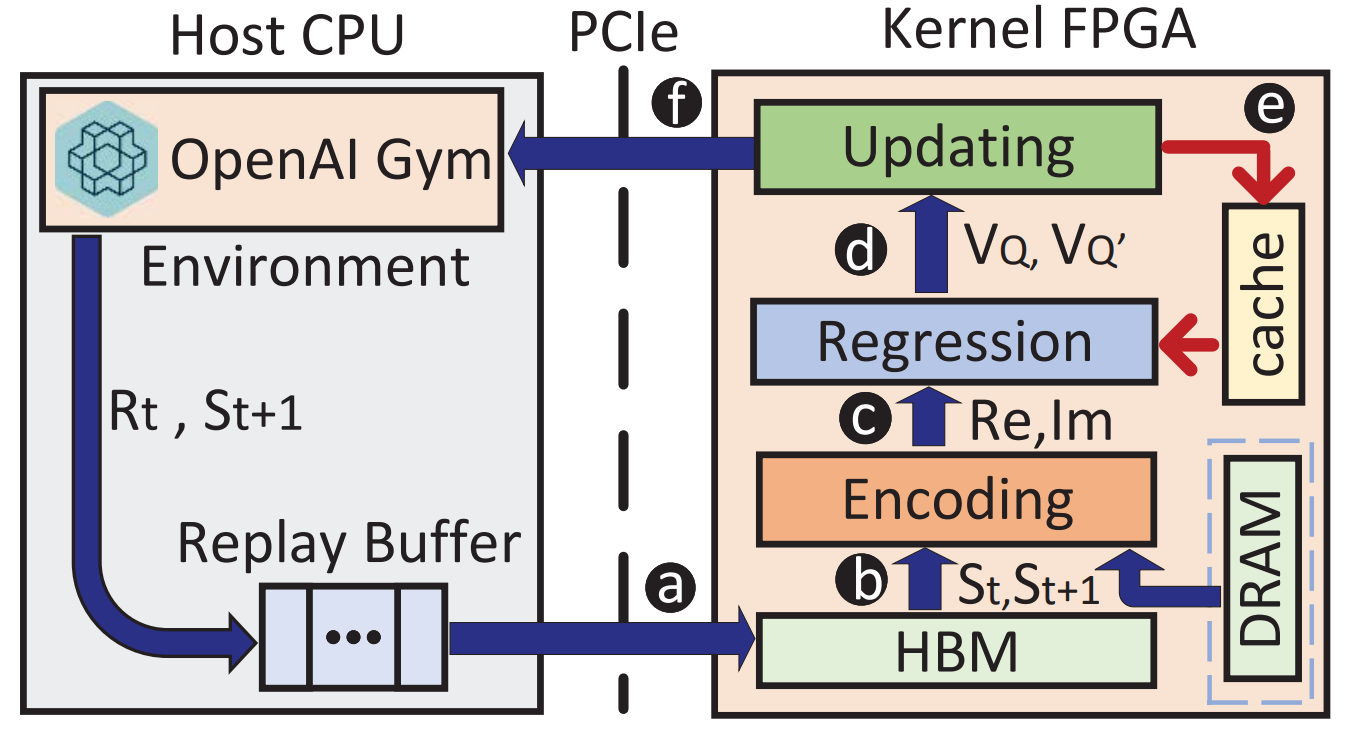 Host CPU
PCIe
Kernel FPGA
OpenAI Gym
Environment
Rt , St+1
Replay Buffer
•••
a
f
Updating
e
d
VQ, VQ’
cache
Regression
c
Re,Im
Encoding
b
St,St+1
DRAM
HBM